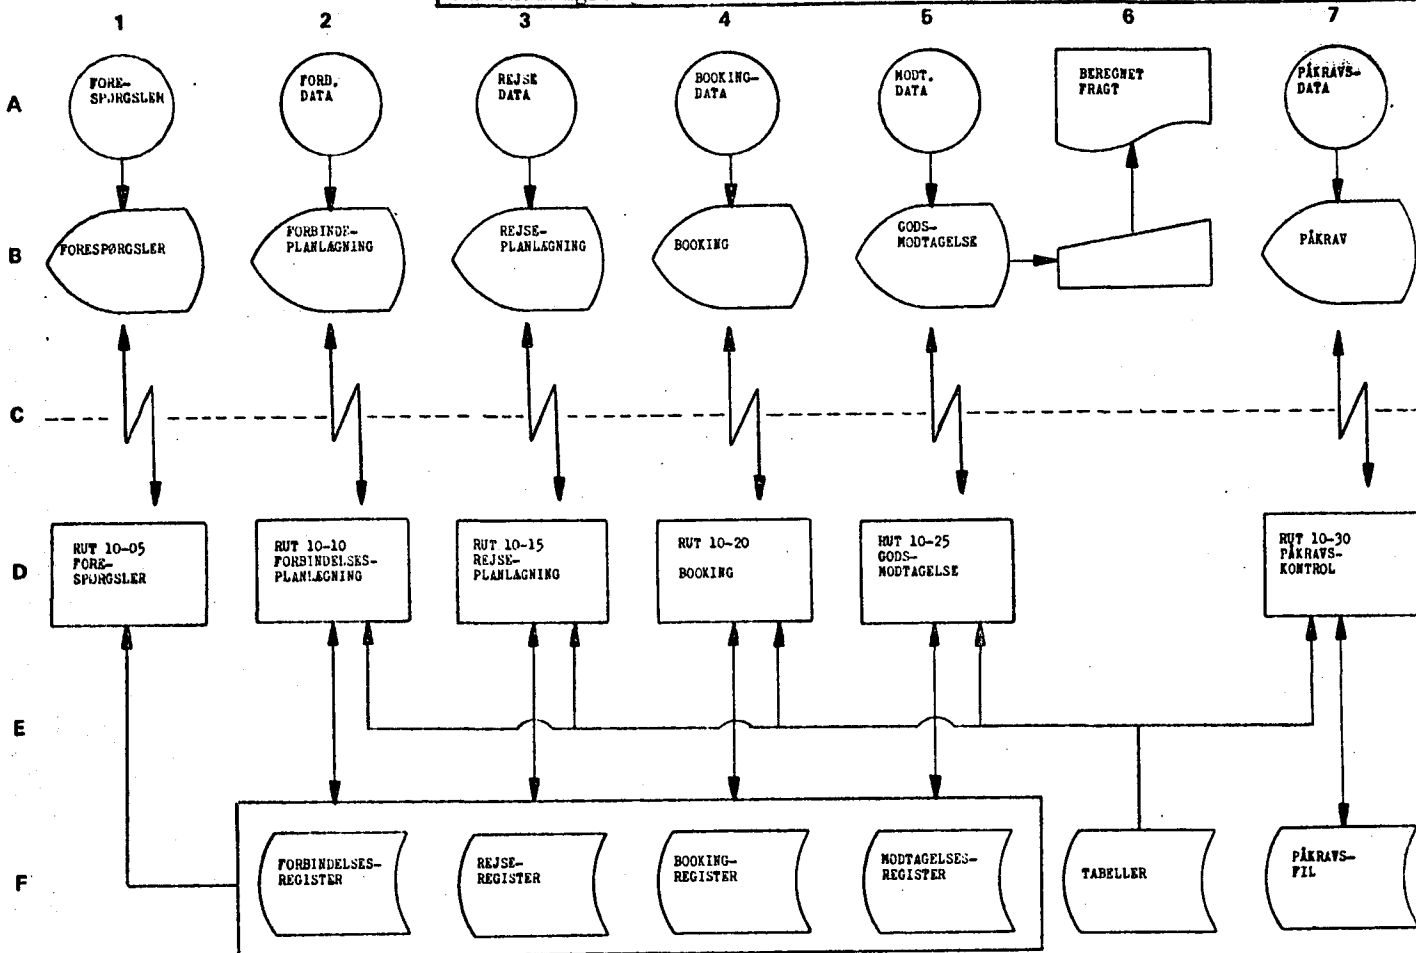 1 2 3 4 5 6 7
A
FORE-
SPØRGSLER
FORB.
DATA
REJSE
DATA
BOOKING-
DATA
MODT.
DATA
BEREGNET
FRAGT
PÅKRAVS-
DATA
B
FORESPØRGSLER
FORBINDE-
PLANLÆGNING
REJSE-
PLANLÆGNING
BOOKING
GODS-
MODTAGELSE
PÅKRAV
C
D
RUT 10-05
FORE-
SPØRGSLER
RUT 10-10
FORBINDELSES-
PLANLÆGNING
RUT 10-15
REJSE-
PLANLAGNING
RUT 10-20
BOOKING
RUT 10-25
GODS-
MODTAGELSE
RUT 10-30
PÅKRAVS-
KONTROL
E
F
FORBINDELSES-
REGISTER
REJSE-
REGISTER
BOOKING-
REGISTER
MODTAGELSES-
REGISTER
TABELLER
PÅKRAVS-
FIL